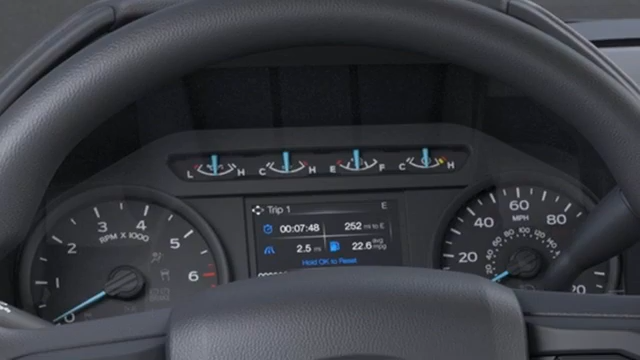 L H C H E F C H
Trip 1 E
00:07:48 252 mi to E
2.5 mi 22.6 avg mpg
Hold OK to Reset
0 1 2 3 4 5 6
RPM X 1000
20 40 60 80
MPH